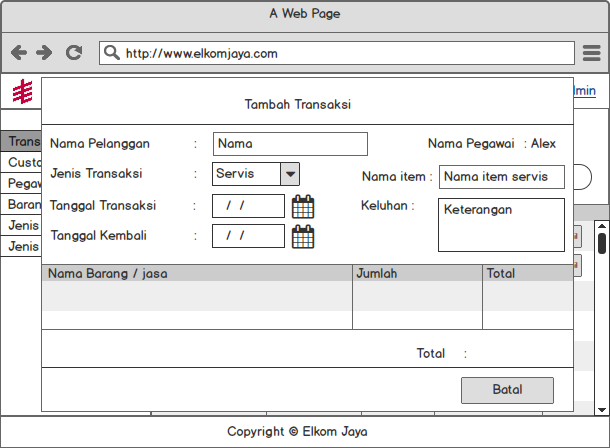 A Web Page
http://www.elkomjaya.com
Tambah Transaksi
Nama Pelanggan : Nama
Nama Pegawai : Alex
Jenis Transaksi : Servis
Nama item : Nama item servis
Tanggal Transaksi : / /
Keluhan : Keterangan
Tanggal Kembali : / /
Nama Barang / jasa Jumlah Total
Total :
Batal
Trans
Custo
Pegaw
Baran
Jenis
Jenis
dmin
Copyright © Elkom Jaya